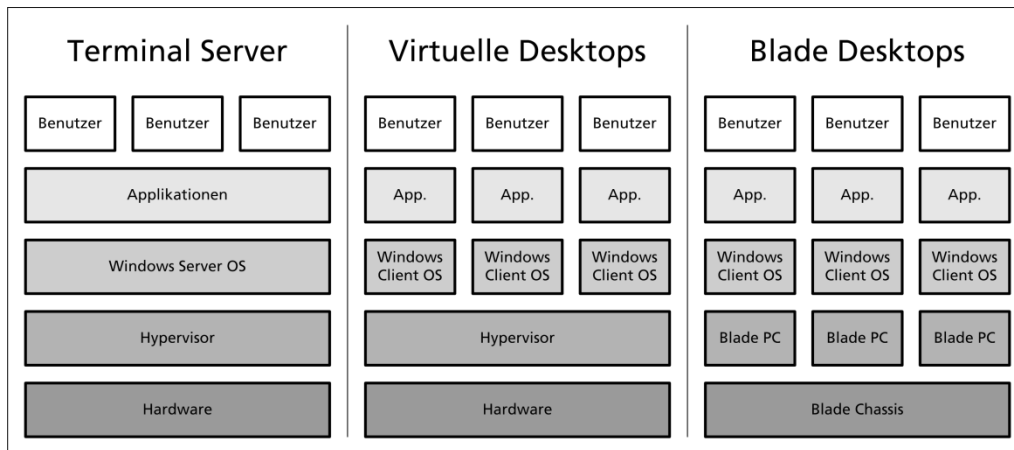 Terminal Server
Virtuelle Desktops
Blade Desktops
Benutzer
Benutzer
Benutzer
Benutzer
Benutzer
Benutzer
Benutzer
Benutzer
Benutzer
Applikationen
App.
App.
App.
App.
App.
App.
Windows Server OS
Windows
Client OS
Windows
Client OS
Windows
Client OS
Windows
Client OS
Windows
Client OS
Windows
Client OS
Hypervisor
Hypervisor
Blade PC
Blade PC
Blade PC
Hardware
Hardware
Blade Chassis